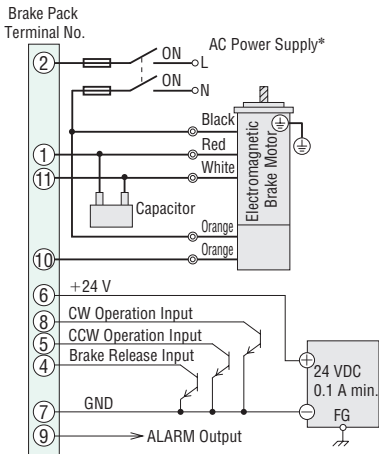 Brake Pack
Terminal No.
2
ON
AC Power Supply*
L
ON
N
Black
1
Red
11
White
Capacitor
Electromagnetic
Brake Motor
Orange
Orange
10
6
+24 V
8
CW Operation Input
5
CCW Operation Input
4
Brake Release Input
24 VDC
0.1 A min.
7
GND
FG
9
ALARM Output